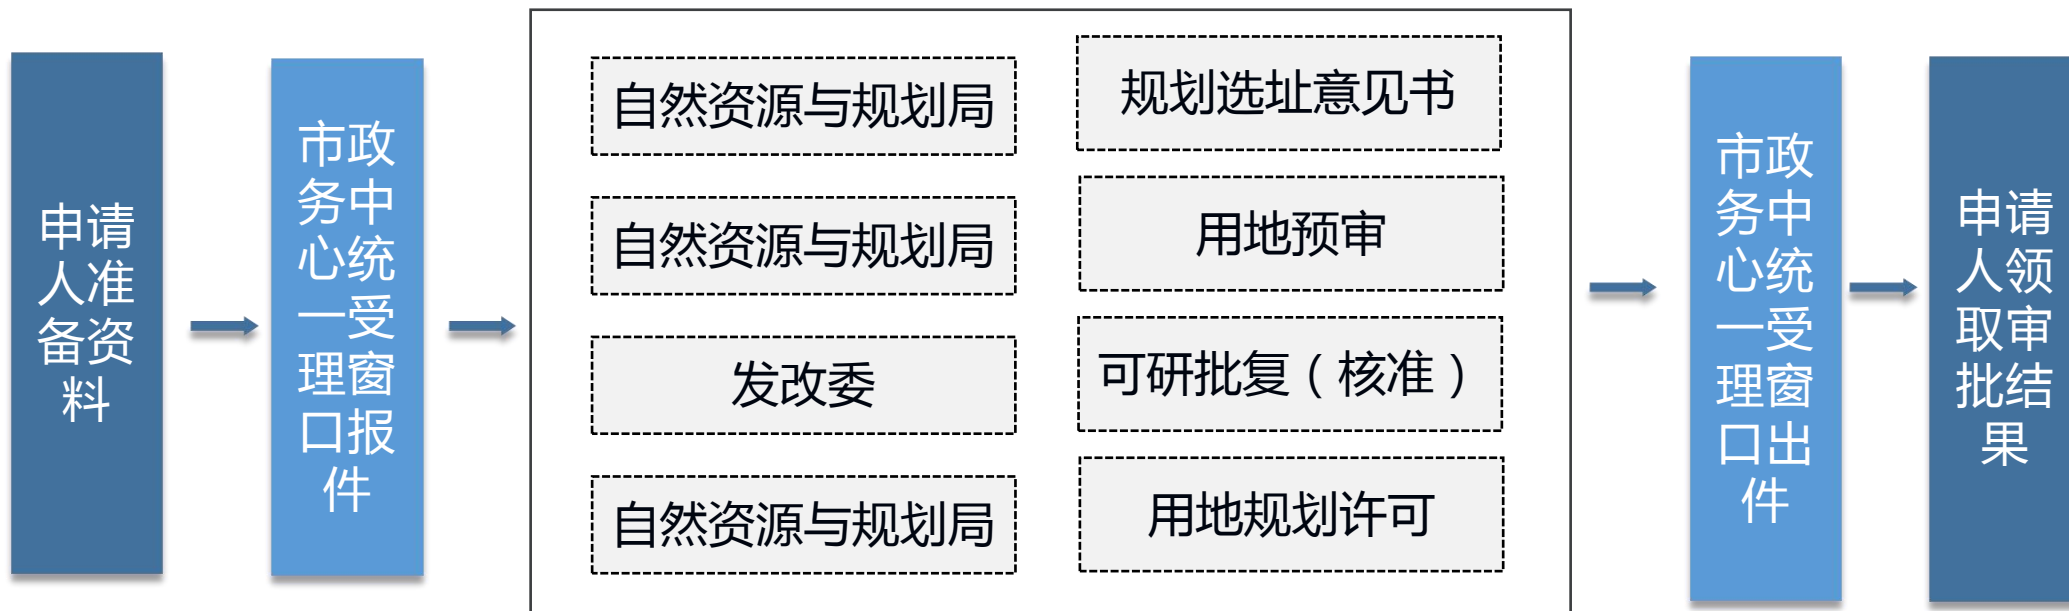 申请
人准
备资
料
市政
务中
心统
一受
理窗
口报
件
自然资源与规划局
规划选址意见书
自然资源与规划局
用地预审
发改委
可研批复（核准）
自然资源与规划局
用地规划许可
市政
务中
心统
一受
理窗
口出
件
申请
人领
取审
批结
果